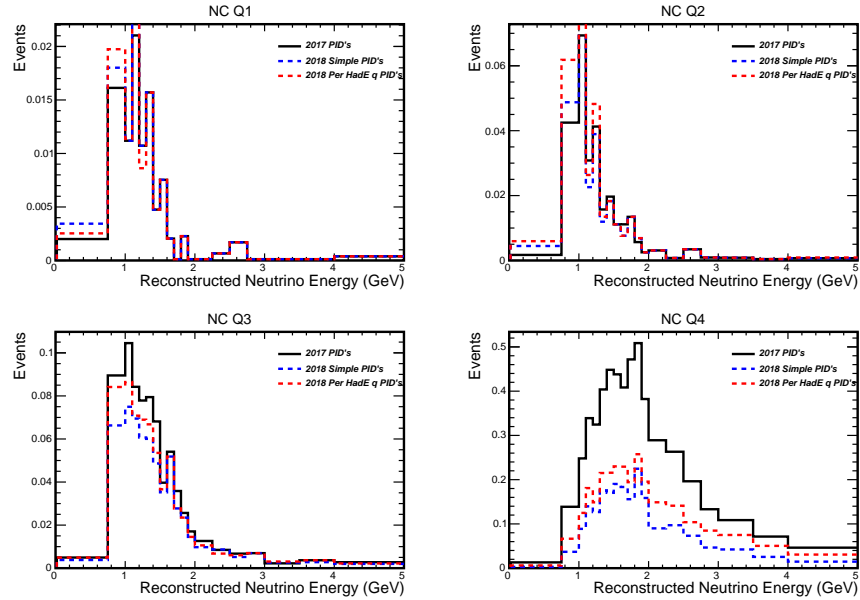 NC Q1
Events
0.02
0.015
0.01
0.005
0
0 1 2 3 4 5
Reconstructed Neutrino Energy (GeV)
2017 PID's
2018 Simple PID's
2018 Per HadE q PID's
NC Q2
Events
0.06
0.04
0.02
0
0 1 2 3 4 5
Reconstructed Neutrino Energy (GeV)
2017 PID's
2018 Simple PID's
2018 Per HadE q PID's
NC Q3
Events
0.1
0.08
0.06
0.04
0.02
0
0 1 2 3 4 5
Reconstructed Neutrino Energy (GeV)
2017 PID's
2018 Simple PID's
2018 Per HadE q PID's
NC Q4
Events
0.5
0.4
0.3
0.2
0.1
0
0 1 2 3 4 5
Reconstructed Neutrino Energy (GeV)
2017 PID's
2018 Simple PID's
2018 Per HadE q PID's